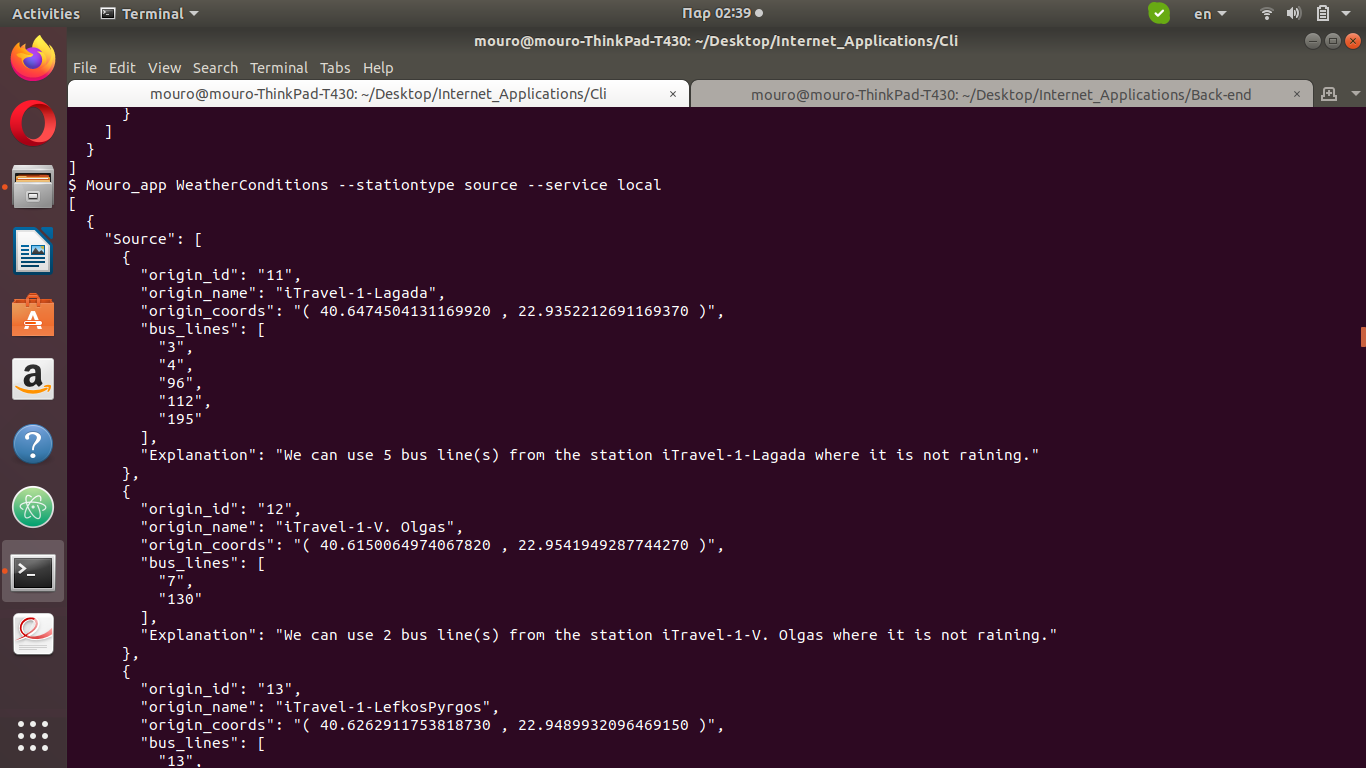 Activities
Terminal
Παρ 02:39
en
mouro@mouro-ThinkPad-T430: ~/Desktop/Internet_Applications/Cli
File Edit View Search Terminal Tabs Help
mouro@mouro-ThinkPad-T430: ~/Desktop/Internet_Applications/Cli ×
mouro@mouro-ThinkPad-T430: ~/Desktop/Internet_Applications/Back-end ×
      }
    ]
  }
]
$ Mouro_app WeatherConditions --stationtype source --service local
[
  {
    "Source": [
      {
        "origin_id": "11",
        "origin_name": "iTravel-1-Lagada",
        "origin_coords": "( 40.6474504131169920 , 22.9352212691169370 )",
        "bus_lines": [
          "3",
          "4",
          "96",
          "112",
          "195"
        ],
        "Explanation": "We can use 5 bus line(s) from the station iTravel-1-Lagada where it is not raining."
      },
      {
        "origin_id": "12",
        "origin_name": "iTravel-1-V. Olgas",
        "origin_coords": "( 40.6150064974067820 , 22.9541949287744270 )",
        "bus_lines": [
          "7",
          "130"
        ],
        "Explanation": "We can use 2 bus line(s) from the station iTravel-1-V. Olgas where it is not raining."
      },
      {
        "origin_id": "13",
        "origin_name": "iTravel-1-LefkosPyrgos",
        "origin_coords": "( 40.6262911753818730 , 22.9489932096469150 )",
        "bus_lines": [
          "13",